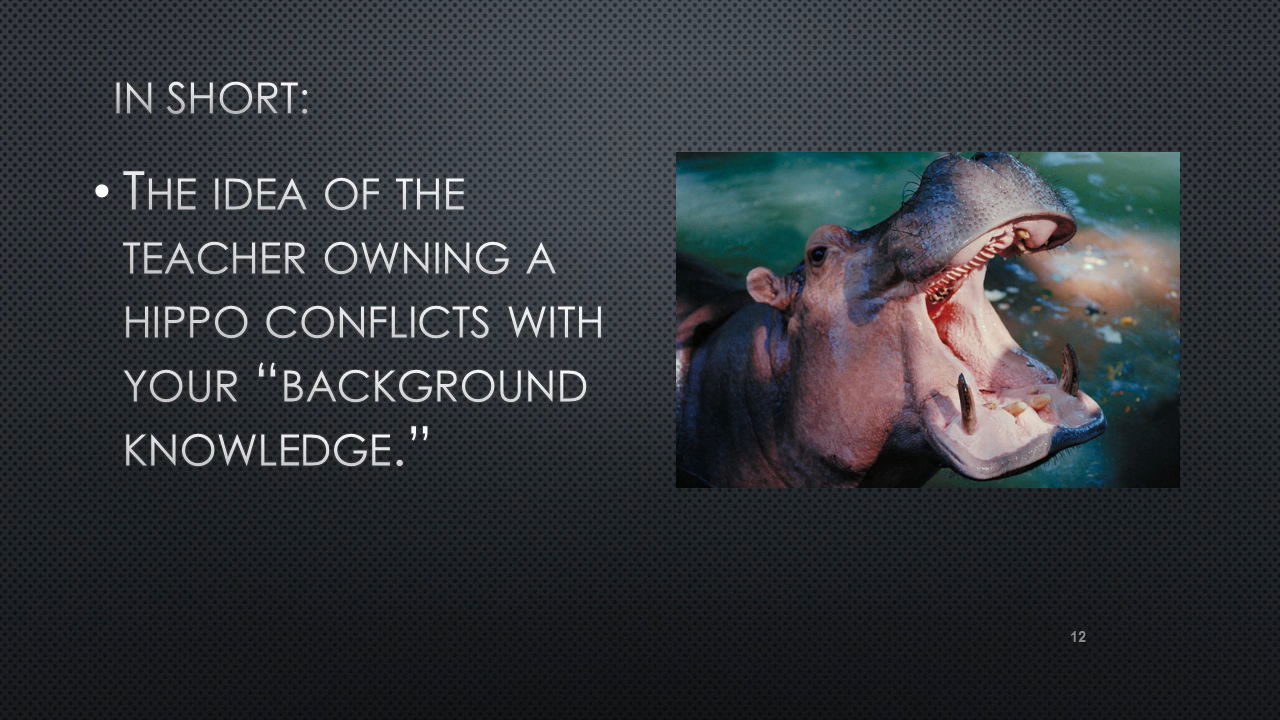 IN SHORT:
• THE IDEA OF THE
TEACHER OWNING A
HIPPO CONFLICTS WITH
YOUR “BACKGROUND
KNOWLEDGE.”
12